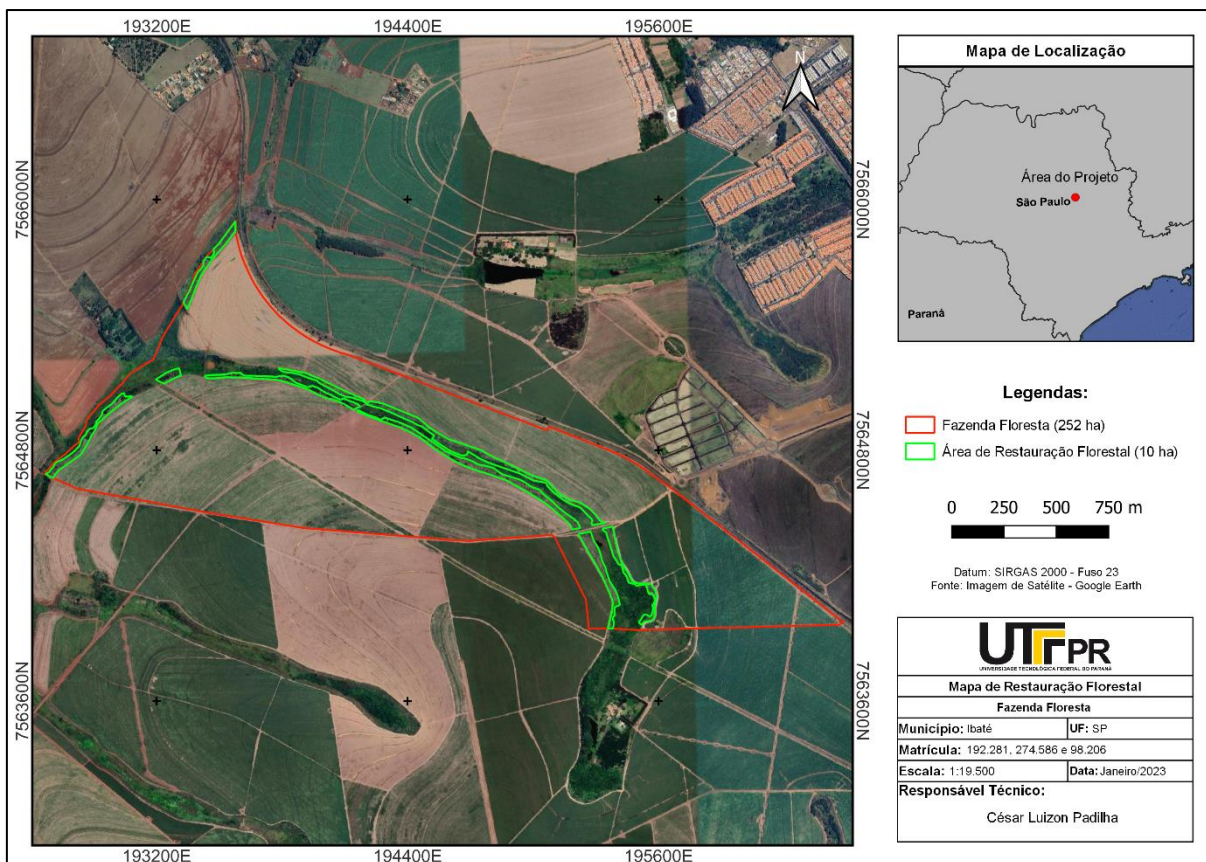 193200E 194400E 195600E
N
7566000N 7566000N
7564800N 7564800N
7563600N 7563600N
193200E 194400E 195600E
Mapa de Localização
Área do Projeto
São Paulo
Paraná
Legendas:
Fazenda Floresta (252 ha)
Área de Restauração Florestal (10 ha)
0 250 500 750 m
Datum: SIRGAS 2000 - Fuso 23
Fonte: Imagem de Satélite - Google Earth
UTFPR
UNIVERSIDADE TECNOLÓGICA FEDERAL DO PARANÁ
Mapa de Restauração Florestal
Fazenda Floresta
Município: Ibaté UF: SP
Matrícula: 192.281, 274.586 e 98.206
Escala: 1:19.500 Data: Janeiro/2023
Responsável Técnico:
César Luizon Padilha